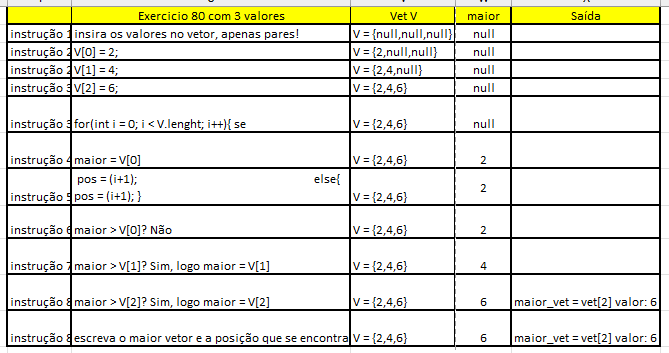 Exercicio 80 com 3 valores Vet V maior Saída
instrução 1 insira os valores no vetor, apenas pares! V = {null,null,null} null
instrução 2 V[0] = 2; V = {2,null,null} null
instrução 2 V[1] = 4; V = {2,4,null} null
instrução 3 V[2] = 6; V = {2,4,6} null
instrução 3 for(int i = 0; i < V.lenght; i++){ se V = {2,4,6} null
instrução 4 maior = V[0] V = {2,4,6} 2
pos = (i+1); else{
instrução 5 pos = (i+1); } V = {2,4,6} 2
instrução 6 maior > V[0]? Não V = {2,4,6} 2
instrução 7 maior > V[1]? Sim, logo maior = V[1] V = {2,4,6} 4
instrução 8 maior > V[2]? Sim, logo maior = V[2] V = {2,4,6} 6 maior_vet = vet[2] valor: 6
instrução 8 escreva o maior vetor e a posição que se encontra V = {2,4,6} 6 maior_vet = vet[2] valor: 6